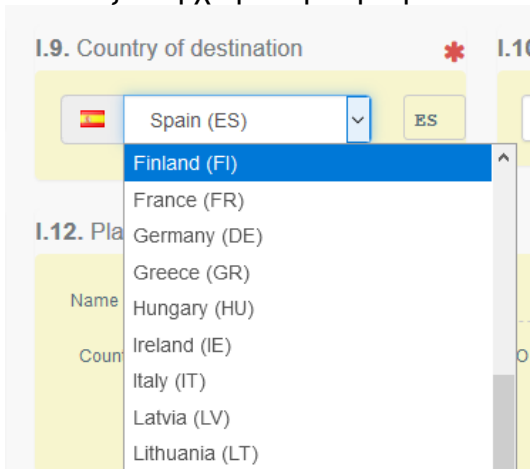 I.9. Country of destination
Spain (ES)
ES
Finland (FI)
France (FR)
I.12.
Germany (DE)
Greece (GR)
Name
Hungary (HU)
Ireland (IE)
Italy (IT)
Latvia (LV)
Lithuania (LT)